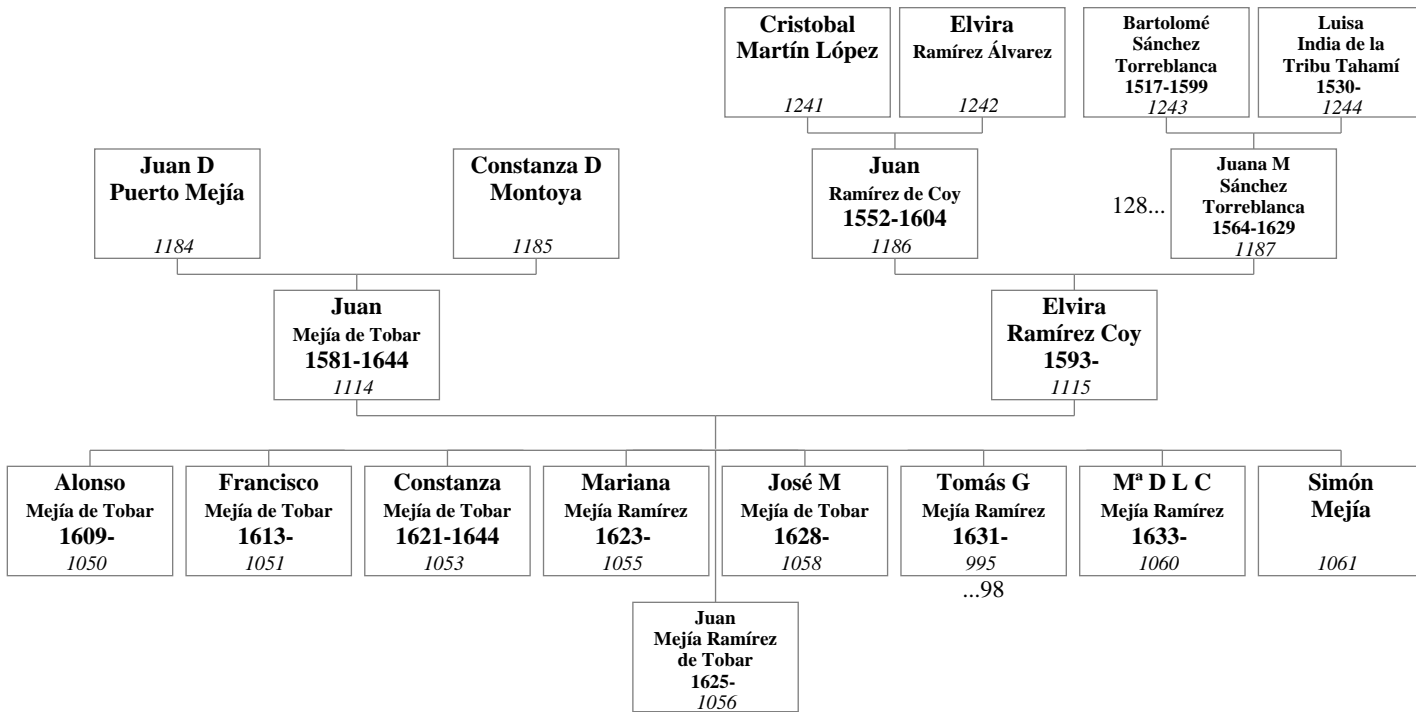 Cristobal
Martín López
1241
Elvira
Ramírez Álvarez
1242
Bartolomé
Sánchez
Torreblanca
1517-1599
1243
Luisa
India de la
Tribu Tahamí
1530-
1244
Juan D
Puerto Mejía
1184
Constanza D
Montoya
1185
Juan
Ramírez de Coy
1552-1604
1186
128...
Juana M
Sánchez
Torreblanca
1564-1629
1187
Juan
Mejía de Tobar
1581-1644
1114
Elvira
Ramírez Coy
1593-
1115
Alonso
Mejía de Tobar
1609-
1050
Francisco
Mejía de Tobar
1613-
1051
Constanza
Mejía de Tobar
1621-1644
1053
Mariana
Mejía Ramírez
1623-
1055
José M
Mejía de Tobar
1628-
1058
Tomás G
Mejía Ramírez
1631-
995
...98
Mª D L C
Mejía Ramírez
1633-
1060
Simón
Mejía
1061
Juan
Mejía Ramírez
de Tobar
1625-
1056